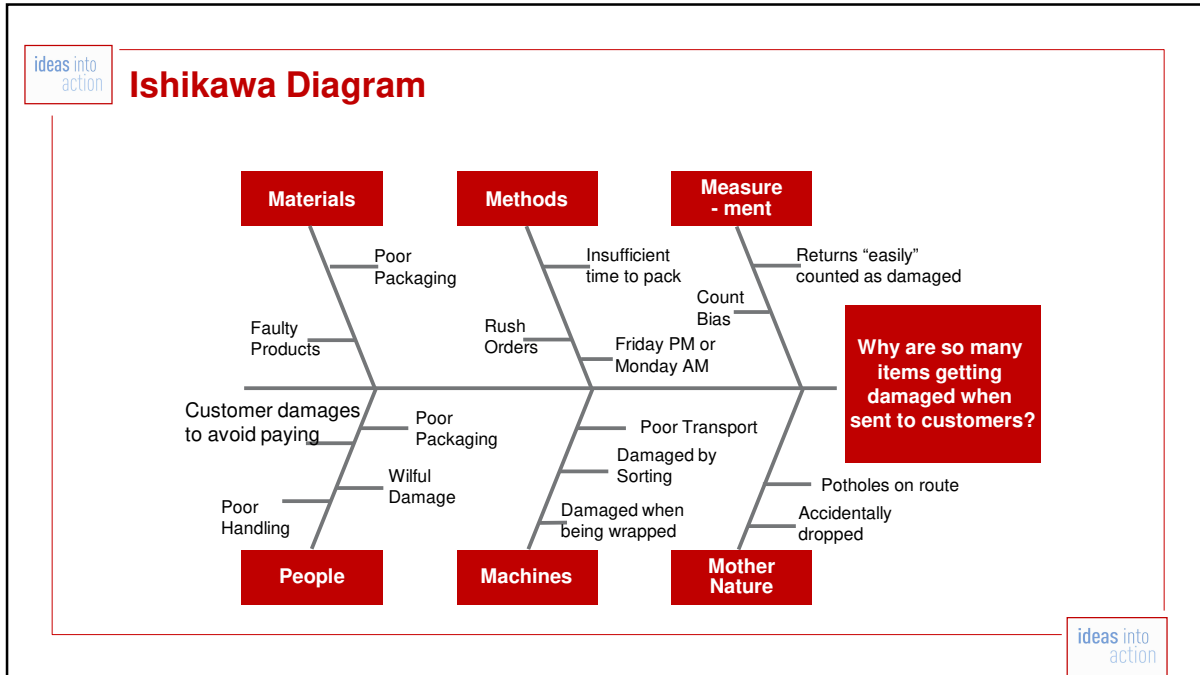 ideas into
action
Ishikawa Diagram
Materials
Methods
Measure
- ment
Poor
Packaging
Faulty
Products
Insufficient
time to pack
Rush
Orders
Friday PM or
Monday AM
Returns “easily”
counted as damaged
Count
Bias
Why are so many
items getting
damaged when
sent to customers?
Customer damages
to avoid paying
Poor
Packaging
Wilful
Damage
Poor
Handling
Poor Transport
Damaged by
Sorting
Damaged when
being wrapped
Potholes on route
Accidentally
dropped
People
Machines
Mother
Nature
ideas into
action